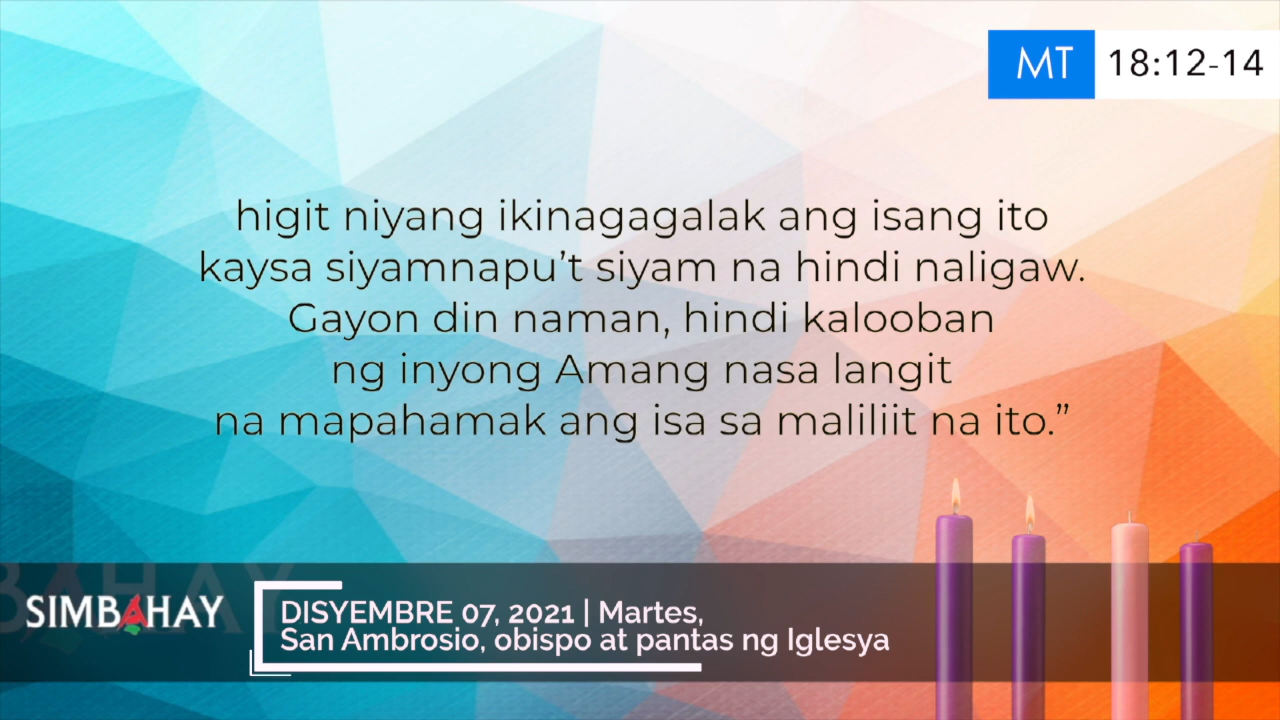 MT 18:12-14
higit niyang ikinagagalak ang isang ito
kaysa siyamnapu’t siyam na hindi naligaw.
Gayon din naman, hindi kalooban
ng inyong Amang nasa langit
na mapahamak ang isa sa maliliit na ito.”
SIMBAHAY
DISYEMBRE 07, 2021 | Martes,
San Ambrosio, obispo at pantas ng Iglesya